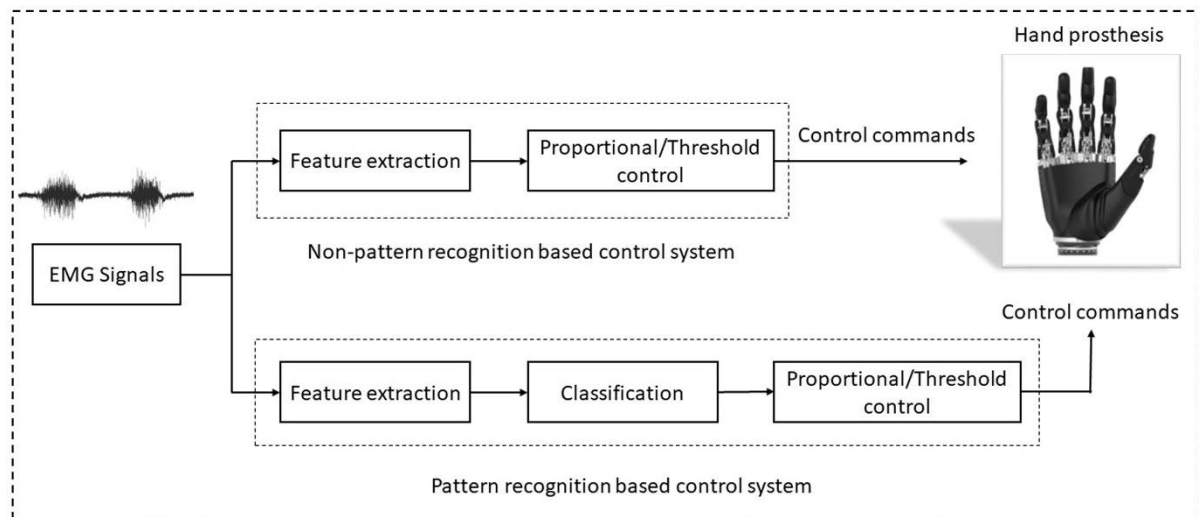 Hand prosthesis
Feature extraction
Proportional/Threshold
control
Control commands
Non-pattern recognition based control system
EMG Signals
Control commands
Feature extraction
Classification
Proportional/Threshold
control
Pattern recognition based control system